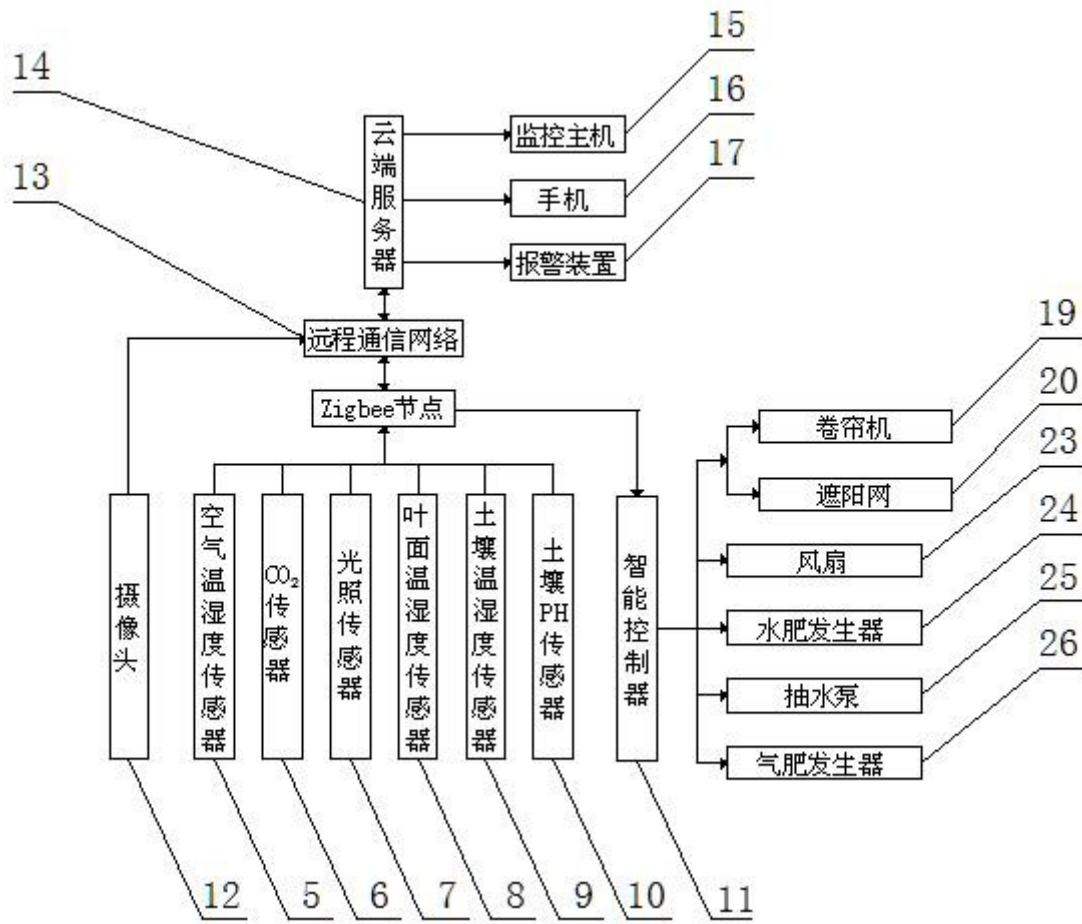 15
14
16
云端服务器
监控主机
17
13
手机
报警装置
19
远程通信网络
20
Zigbee节点
卷帘机
23
遮阳网
24
空气温湿度传感器
CO₂传感器
光照传感器
叶面温湿度传感器
土壤温湿度传感器
土壤PH传感器
智能控制器
摄像头
风扇
25
水肥发生器
26
抽水泵
气肥发生器
12
5
6
7
8
9
10
11